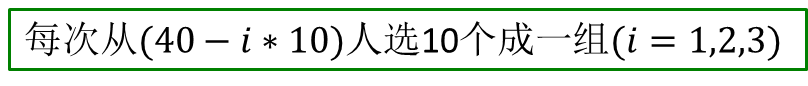 每次从(40 − i * 10)人选10个成一组(i = 1,2,3)